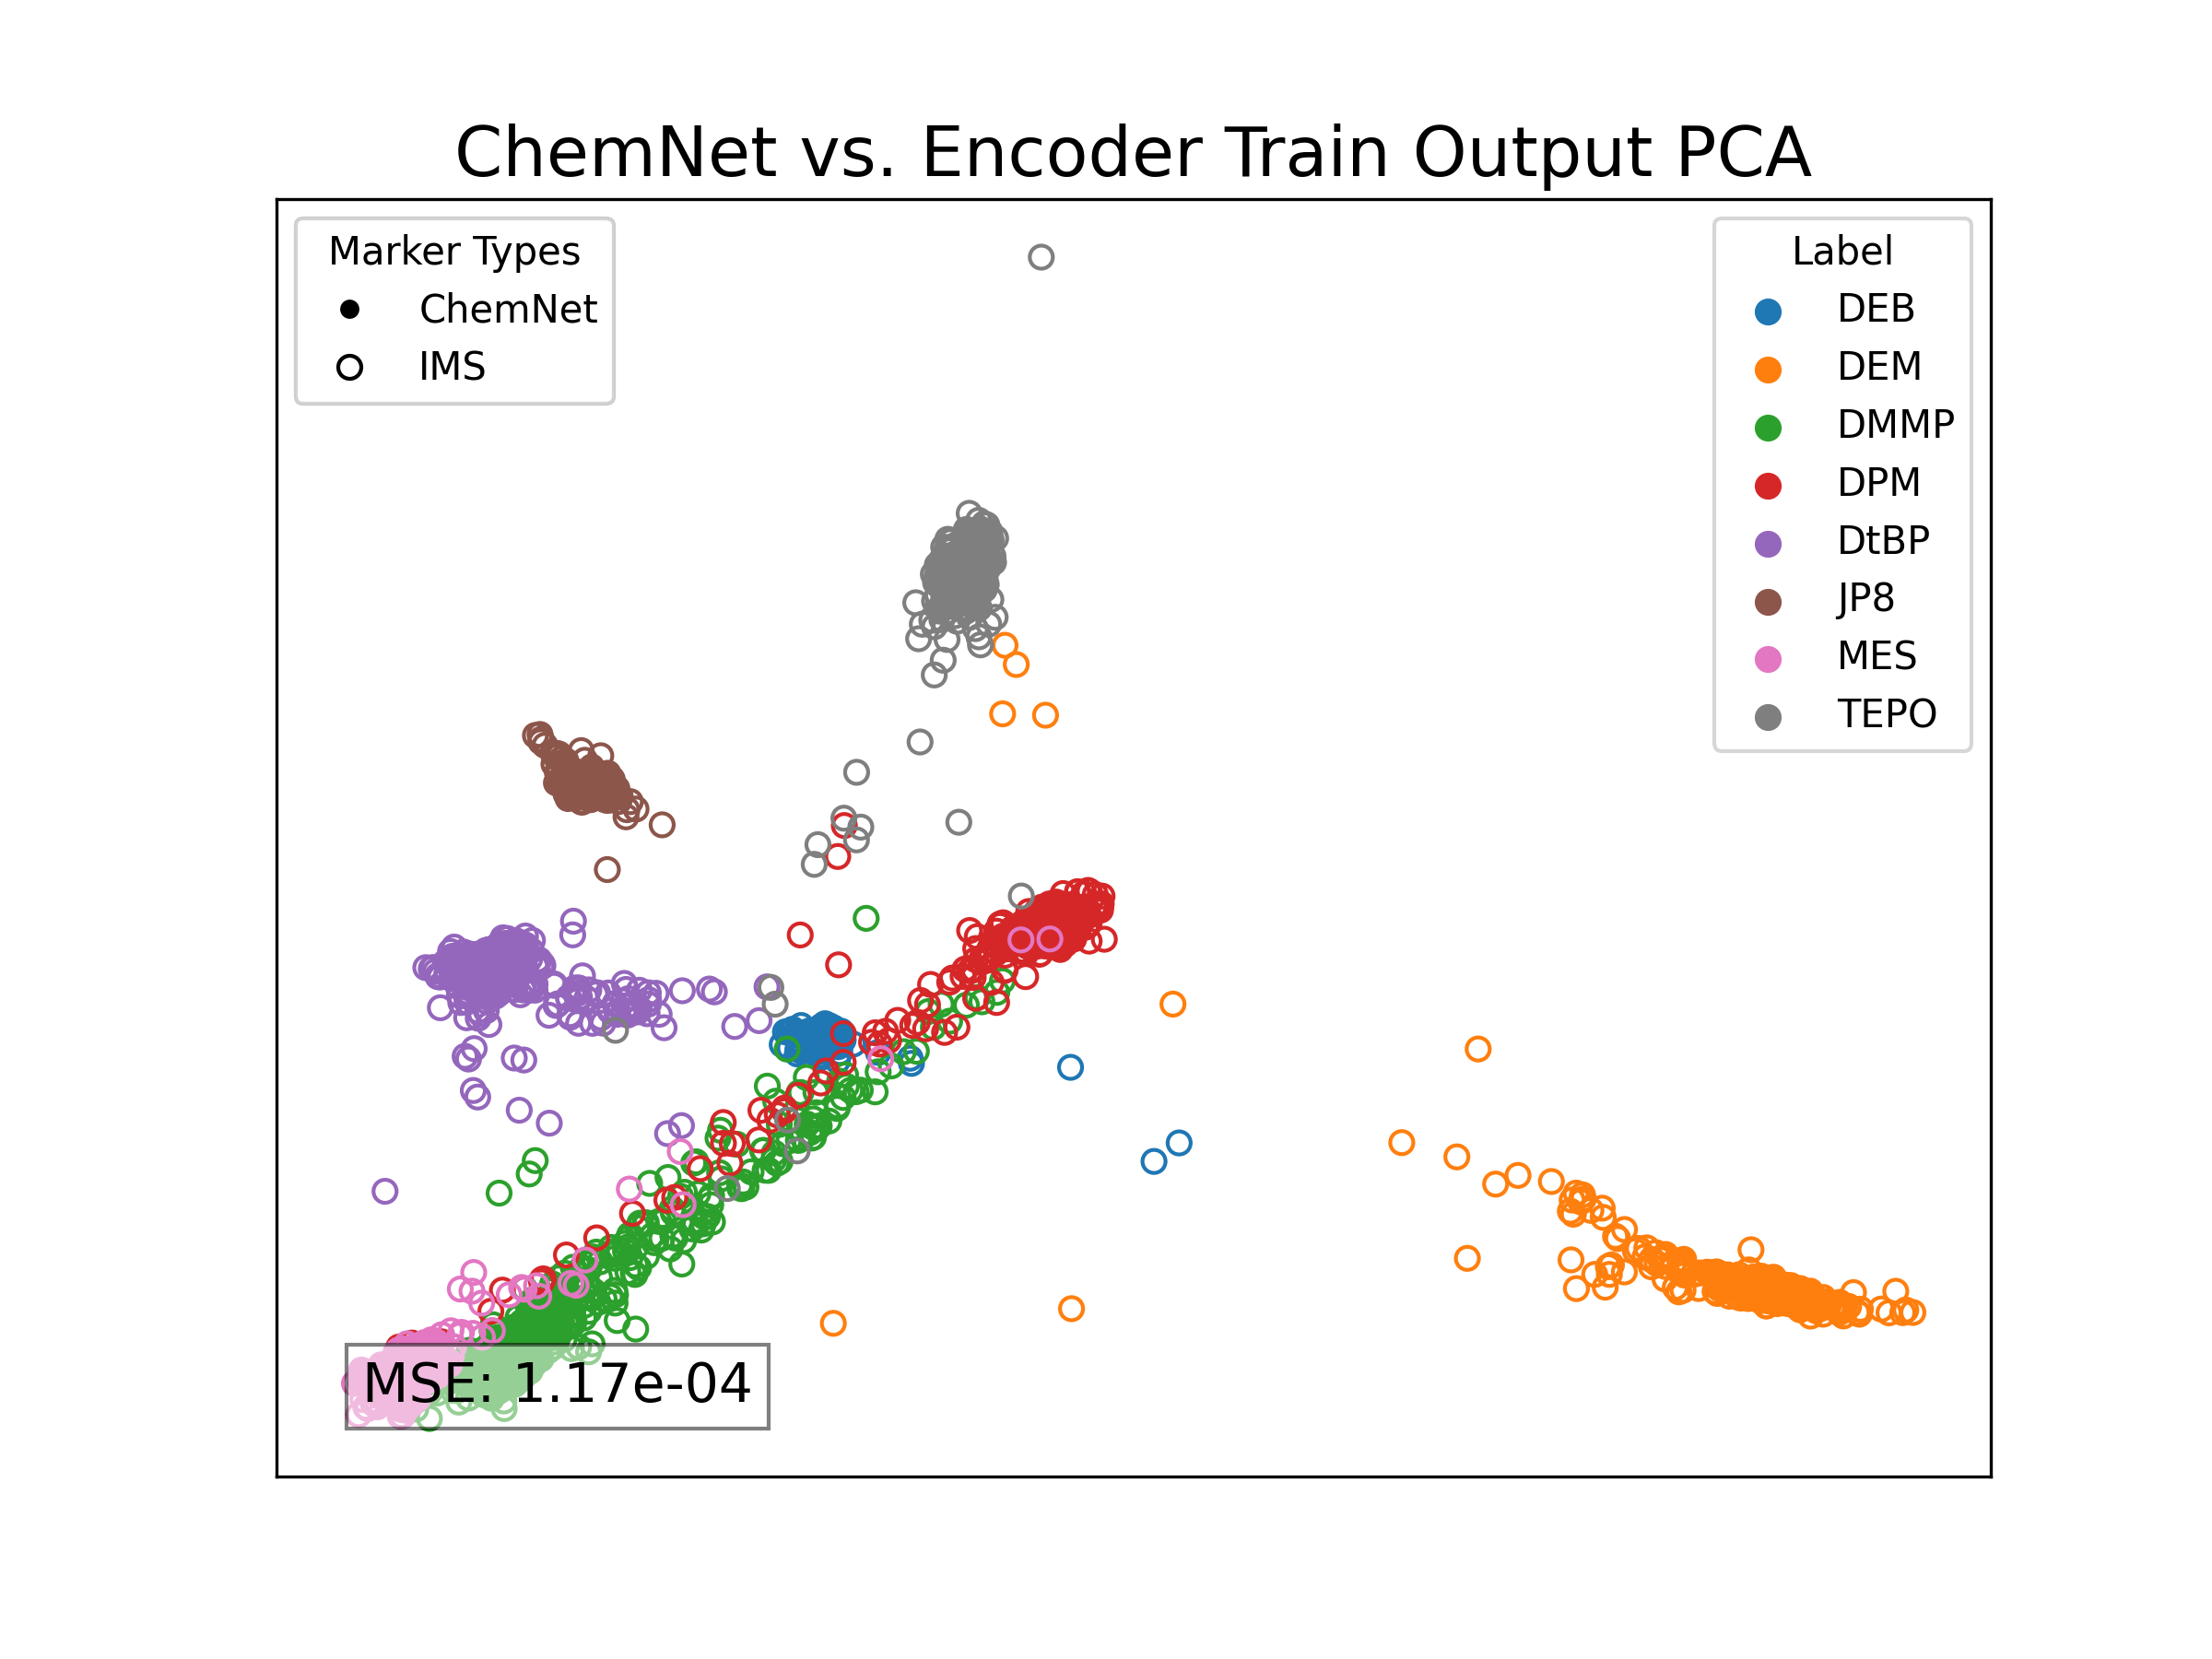 ChemNet vs. Encoder Train Output PCA
Marker Types
ChemNet
IMS
Label
DEB
DEM
DMMP
DPM
DtBP
JP8
MES
TEPO
MSE: 1.17e-04